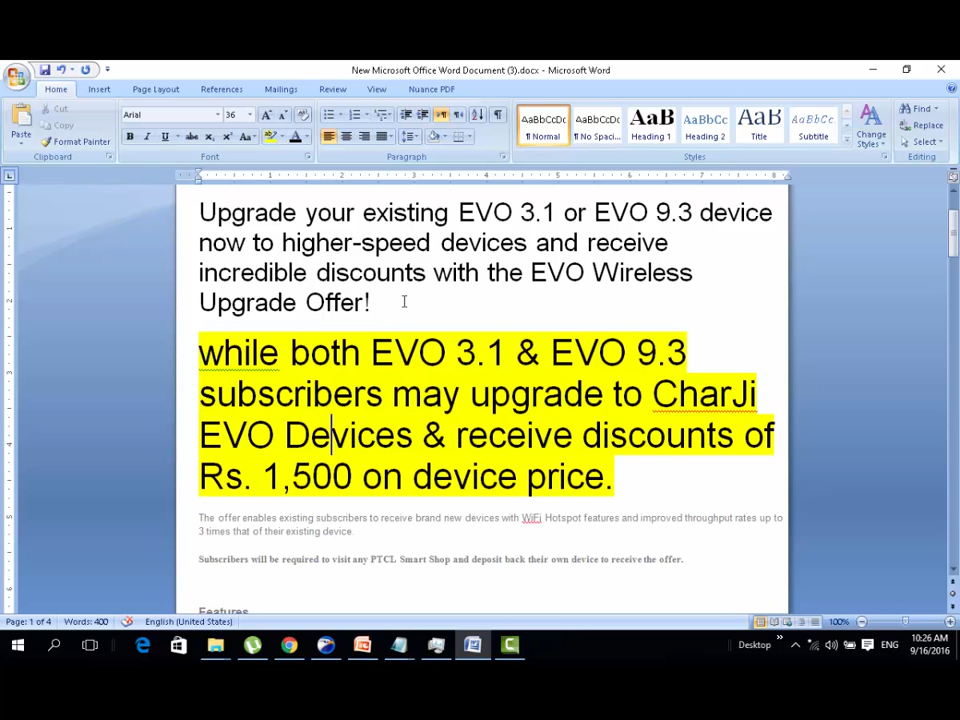 New Microsoft Office Word Document (3).docx - Microsoft Word
Home Insert Page Layout References Mailings Review View Nuance PDF
Paste
Cut
Copy
Format Painter
Clipboard
Arial 36
Font
Paragraph
AaBbCcDd AaBbCcDd AaB AaBbCc AaBb AaBbCc
¶ Normal ¶ No Spaci... Heading 1 Heading 2 Title Subtitle
Change Styles
Styles
Find
Replace
Select
Editing
Upgrade your existing EVO 3.1 or EVO 9.3 device
now to higher-speed devices and receive
incredible discounts with the EVO Wireless
Upgrade Offer!
while both EVO 3.1 & EVO 9.3
subscribers may upgrade to CharJi
EVO Devices & receive discounts of
Rs. 1,500 on device price.
The offer enables existing subscribers to receive brand new devices with WiFi Hotspot features and improved throughput rates up to
3 times that of their existing device.
Subscribers will be required to visit any PTCL Smart Shop and deposit back their own device to receive the offer.
Features
Page: 1 of 4 Words: 400 English (United States) 100%
Desktop ENG 10:26 AM
9/16/2016